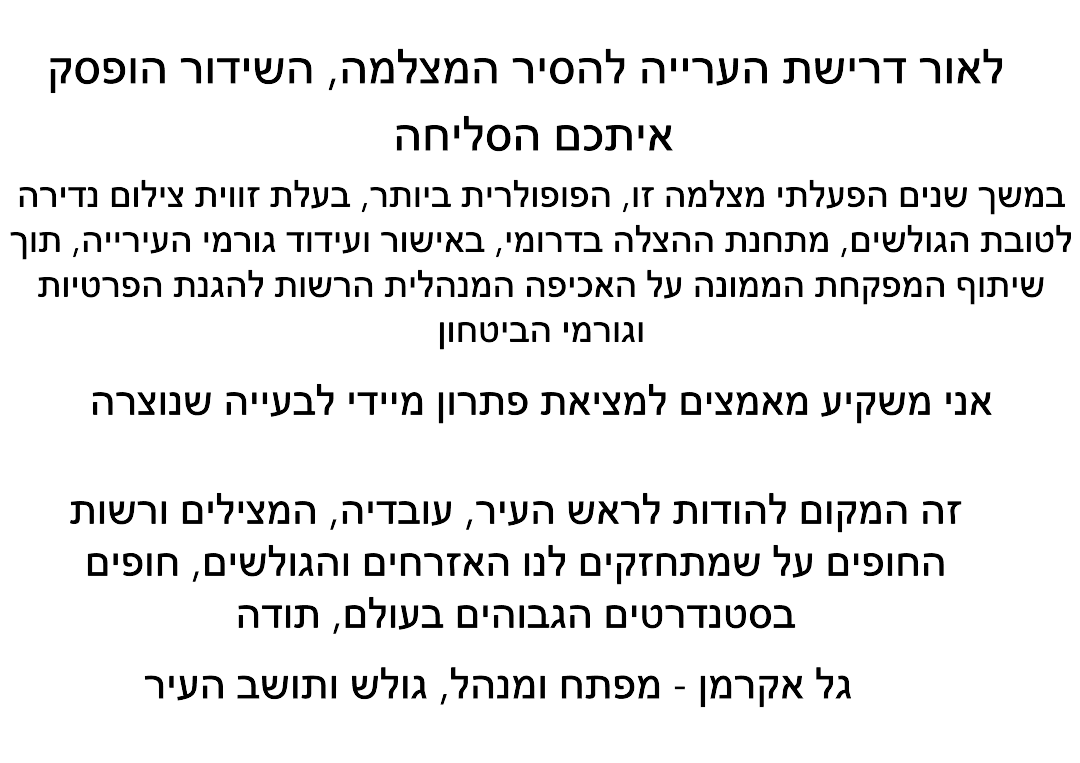 לאור דרישת הערייה להסיר המצלמה, השידור הופסק
איתכם הסליחה
במשך שנים הפעלתי מצלמה זו, הפופולרית ביותר, בעלת זווית צילום נדירה
לטובת הגולשים, מתחנת ההצלה בדרומי, באישור ועידוד גורמי העירייה, תוך
שיתוף המפקחת הממונה על האכיפה המנהלית הרשות להגנת הפרטיות
וגורמי הביטחון
אני משקיע מאמצים למציאת פתרון מיידי לבעייה שנוצרה
זה המקום להודות לראש העיר, עובדיה, המצילים ורשות
החופים על שמתחזקים לנו האזרחים והגולשים, חופים
בסטנדרטים הגבוהים בעולם, תודה
גל אקרמן - מפתח ומנהל, גולש ותושב העיר